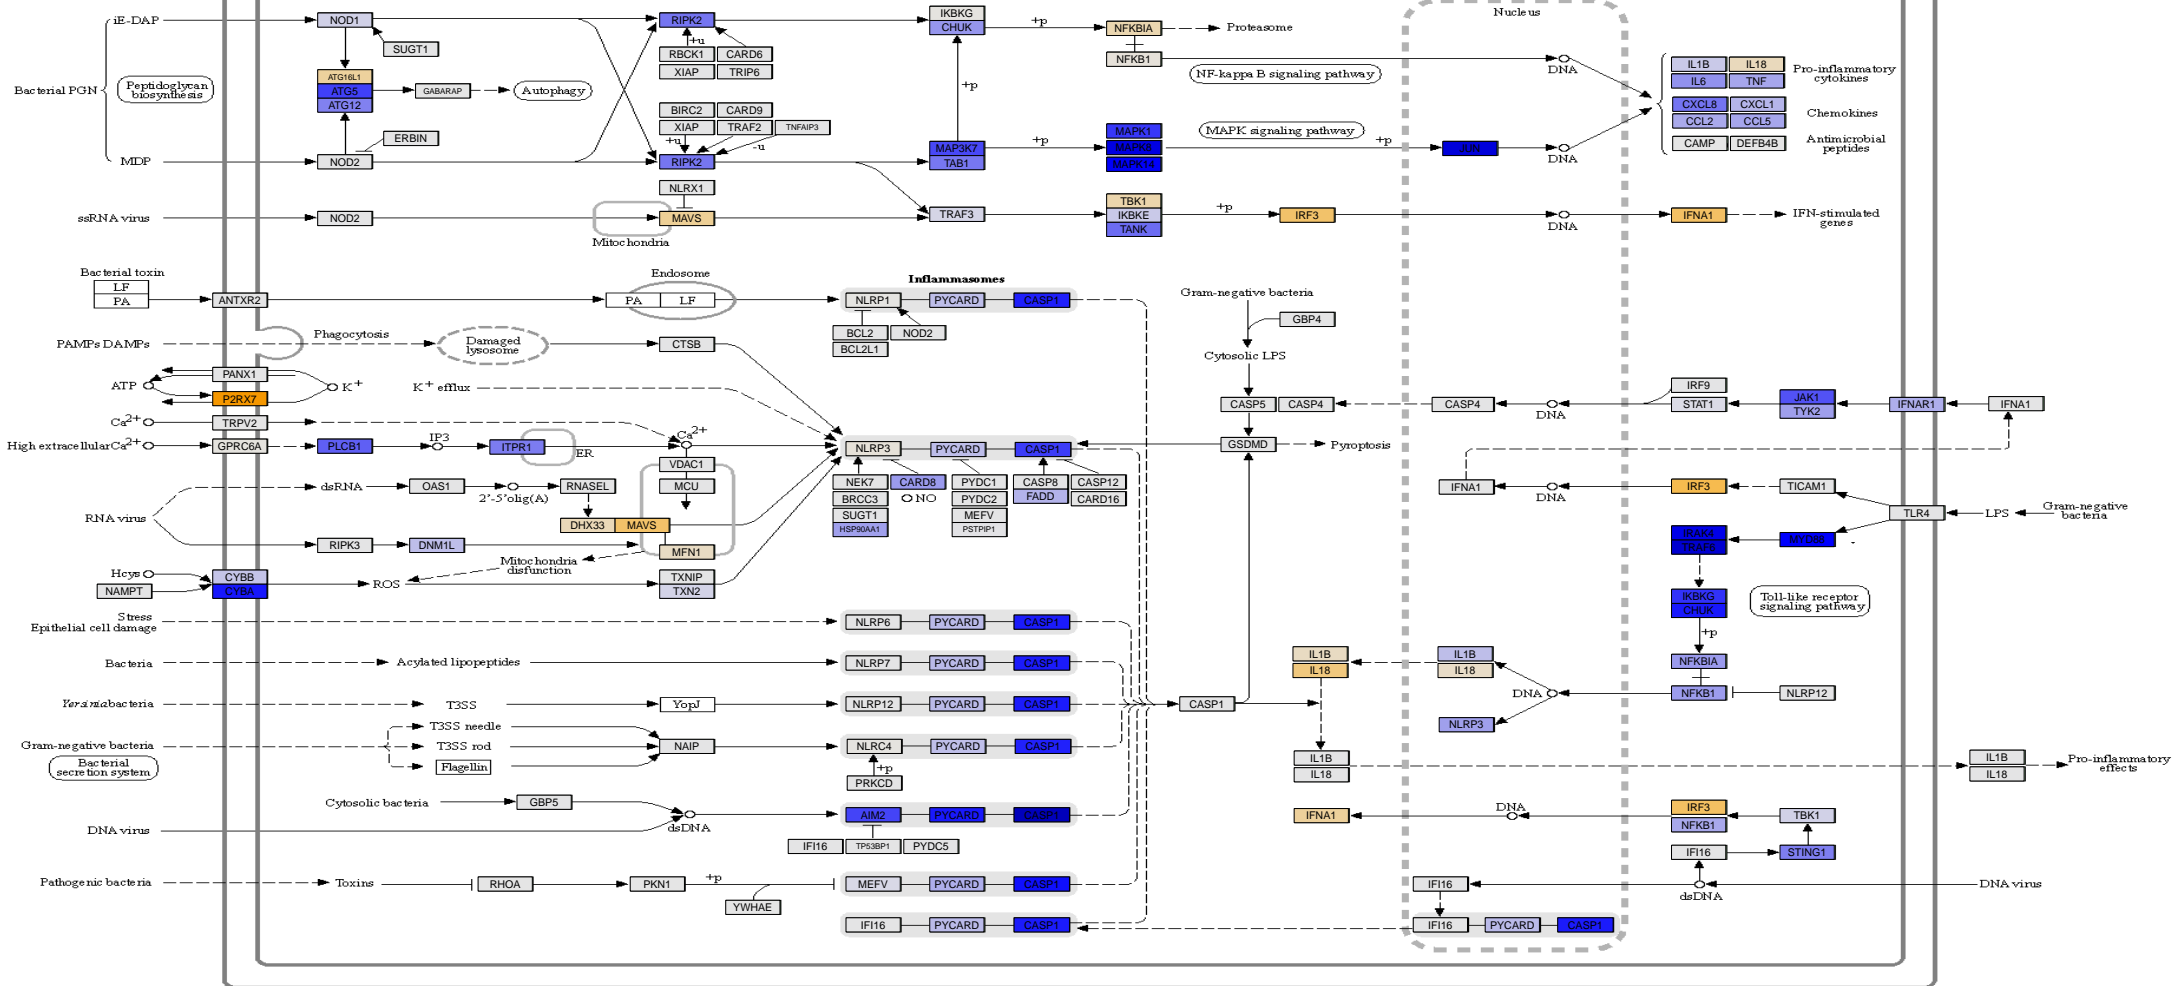 iE-DAP
NOD1
SUGT1
ATG16L1
ATG5
ATG12
GABARAP
Autophagy
Bacterial PGN
Peptidoglycan
biosynthesis
ERBIN
MDP
NOD2
RIPK2
+u
RBCK1 CARD6
XIAP TRIP6
BIRC2 CARD9
XIAP TRAF2 TNFAIP3
+u
-u
RIPK2
NLRX1
IKBKG
CHUK
+p
+p
MAP3K7
TAB1
+p
NFKBIA
Proteasome
NFKB1
NF-kappa B signaling pathway
MAPK1
MAPK8
MAPK14
MAPK signaling pathway
+p
JUN
Nucleus
DNA
DNA
IL1B IL18
IL6 TNF
Pro-inflammatory
cytokines
CXCL8 CXCL1
CCL2 CCL5
Chemokines
CAMP DEFB4B
Antimicrobial
peptides
ssRNA virus
NOD2
MAVS
Mitochondria
TRAF3
TBK1
IKBKE
TANK
+p
IRF3
DNA
IFNA1
IFN-stimulated
genes
Bacterial toxin
LF
PA
ANTXR2
Endosome
PA LF
Inflammasomes
NLRP1 PYCARD CASP1
BCL2 NOD2
BCL2L1
Gram-negative bacteria
GBP4
Cytosolic LPS
PAMPs DAMPs
Phagocytosis
Damaged
lysosome
CTSB
PANX1
ATP
K+
P2RX7
K+ efflux
Ca2+
TRPV2
Ca2+
High extracellularCa2+
GPRC6A
PLCB1
IP3
ITPR1
ER
VDAC1
MCU
NLRP3 PYCARD CASP1
NEK7 CARD8 PYDC1 CASP8 CASP12
BRCC3 NO PYDC2 FADD CARD16
SUGT1 MEFV
HSP90AA1 PSTPIP1
CASP5 CASP4
CASP4
DNA
GSDMD
Pyroptosis
IRF9
STAT1
JAK1
TYK2
IFNAR1
IFNA1
IFNA1
DNA
IRF3
TICAM1
TLR4
LPS
Gram-negative
bacteria
IRAK4
TRAF6
MYD88
IKBKG
CHUK
Toll-like receptor
signaling pathway
+p
NFKBIA
NFKB1
NLRP12
RNA virus
dsRNA
OAS1
2'-5'olig(A)
RNASEL
DHX33 MAVS
RIPK3
DNM1L
MFN1
Mitochondria
disfunction
Hcys
NAMPT
CYBB
CYBA
ROS
TXNIP
TXN2
Stress
Epithelial cell damage
NLRP6 PYCARD CASP1
Bacteria
Acylated lipopeptides
NLRP7 PYCARD CASP1
Yersinia bacteria
T3SS
YopJ
NLRP12 PYCARD CASP1
CASP1
IL1B
IL18
IL1B
IL18
DNA
NLRP3
Gram-negative bacteria
Bacterial
secretion system
T3SS needle
T3SS rod
Flagellin
NAIP
NLRC4 PYCARD CASP1
+p
PRKCD
IL1B
IL18
IL1B
IL18
Pro-inflammatory
effects
Cytosolic bacteria
GBP5
DNA virus
dsDNA
AIM2 PYCARD CASP1
IFI16 TP53BP1 PYDC5
IFNA1
DNA
IRF3
NFKB1
TBK1
IFI16
STING1
Pathogenic bacteria
Toxins
RHOA
PKN1
+p
YWHAE
MEFV PYCARD CASP1
IFI16
dsDNA
DNA virus
IFI16 PYCARD CASP1
IFI16 PYCARD CASP1